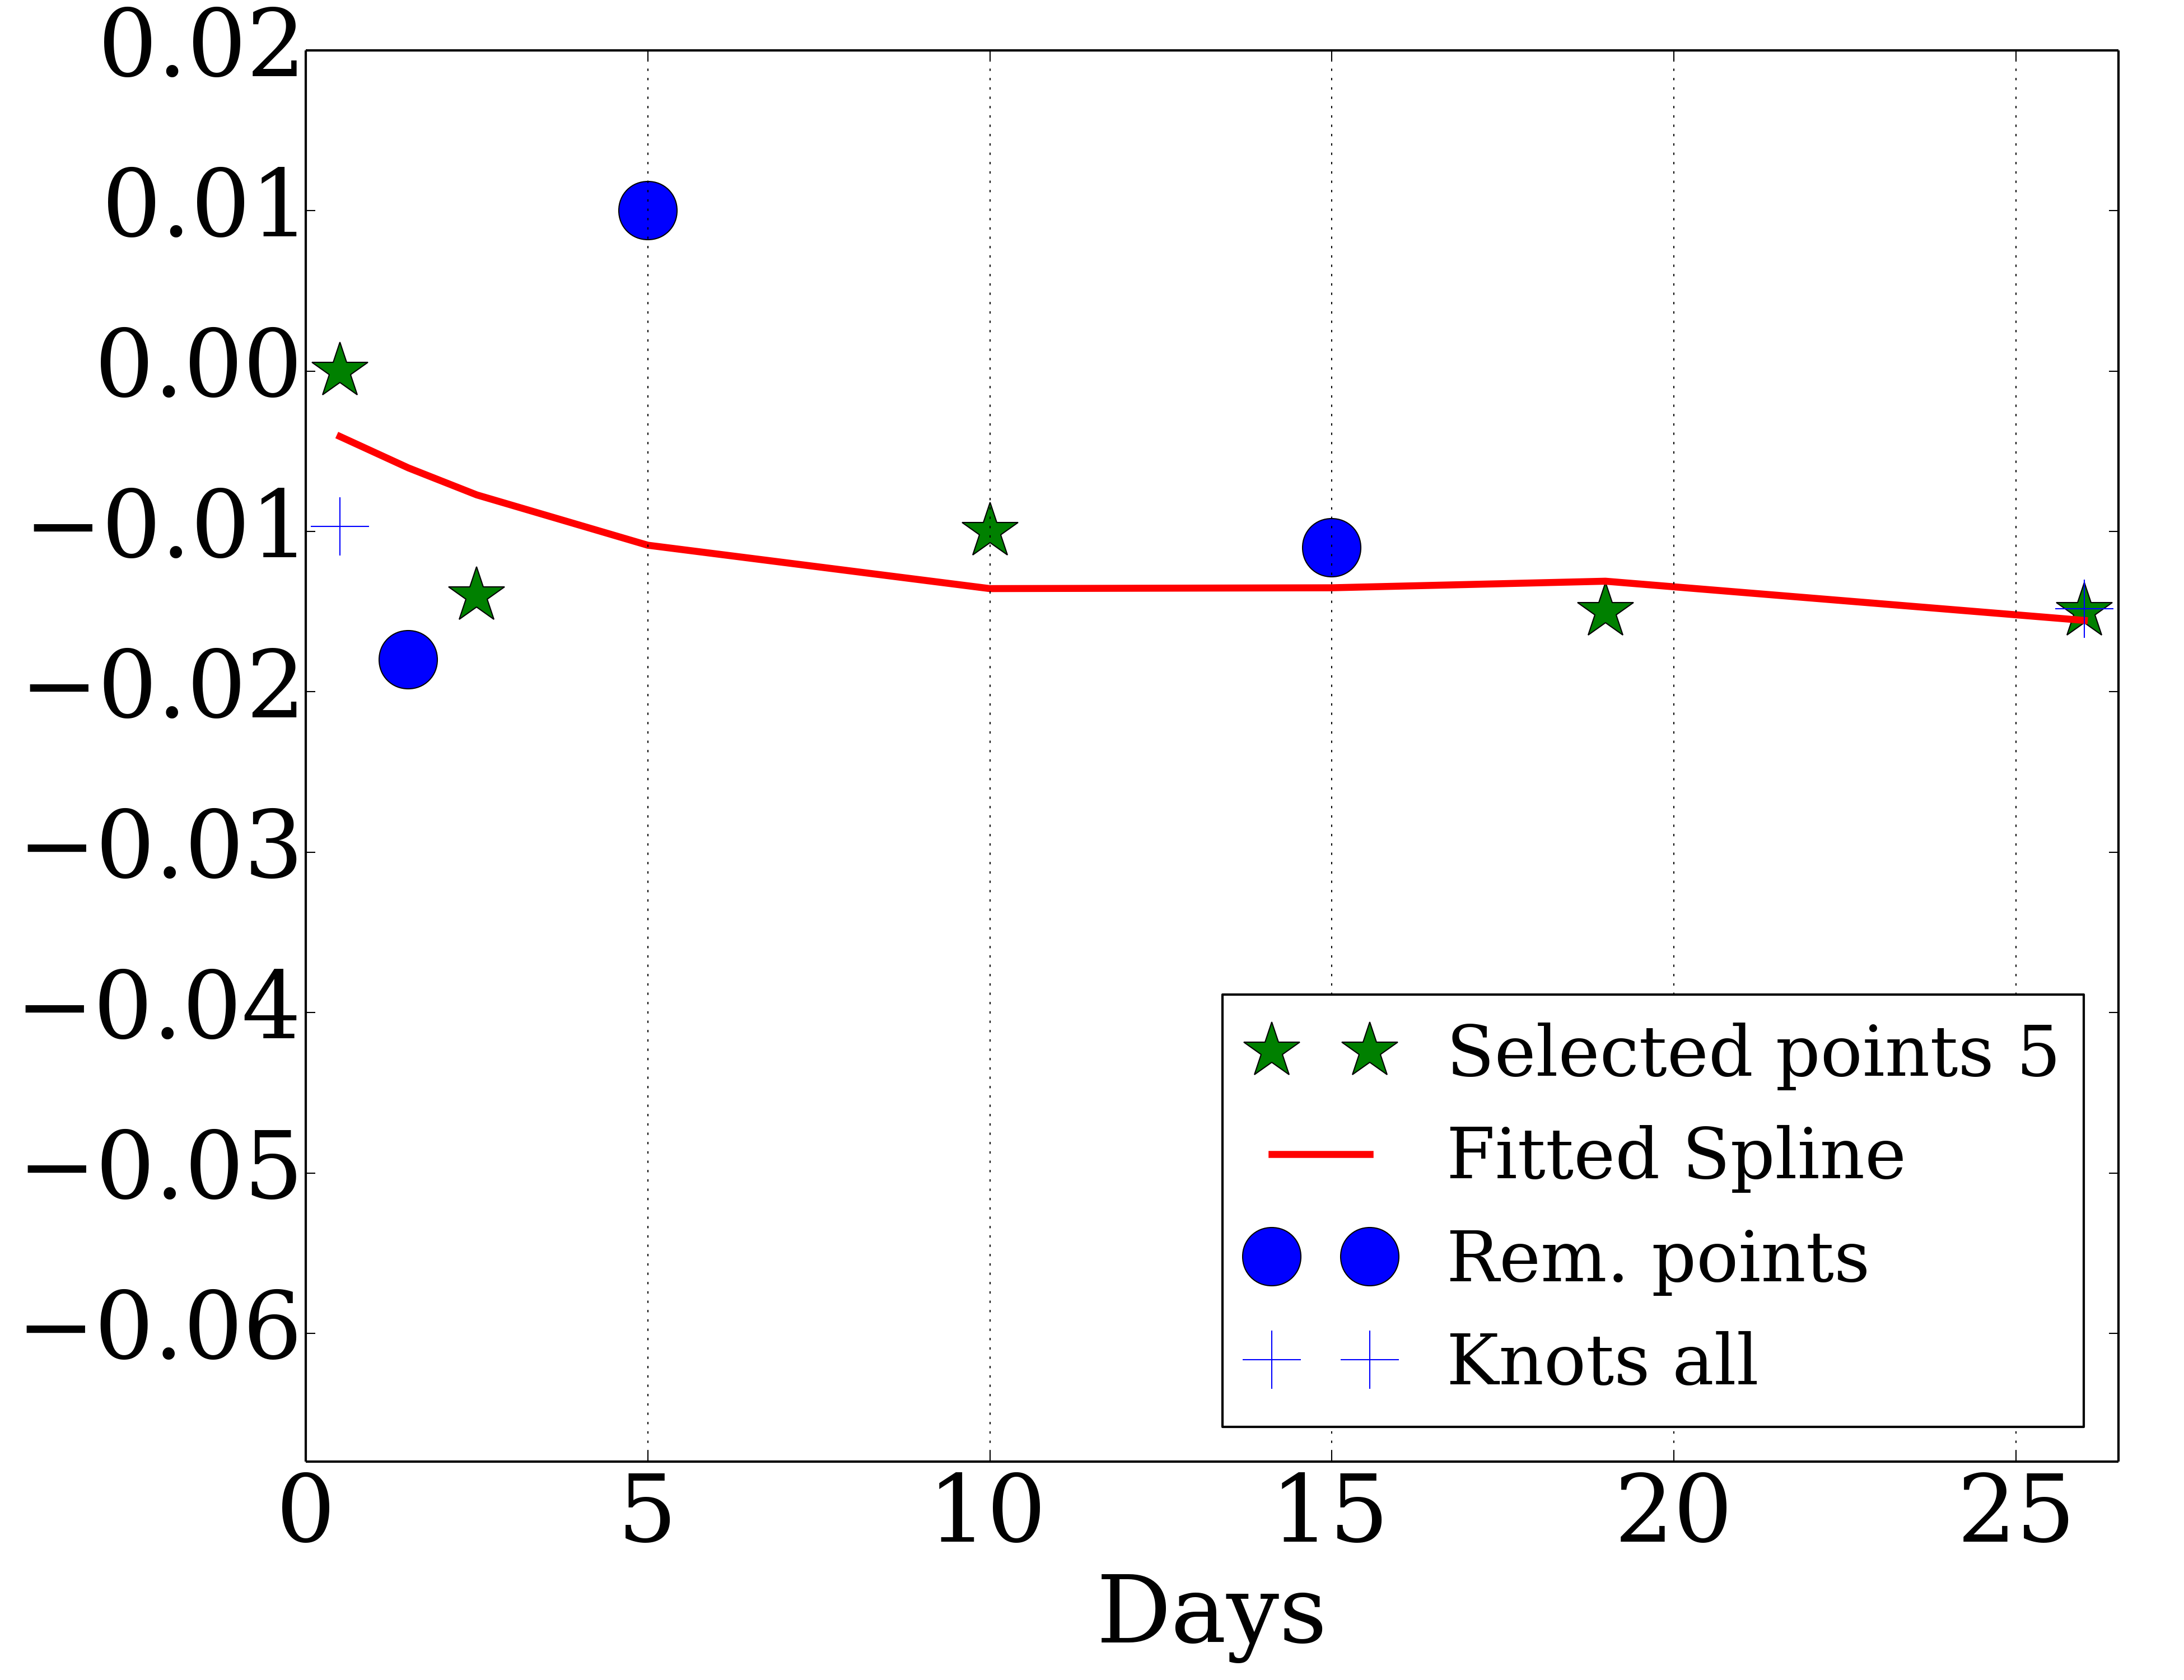 0.02
0.01
0.00
−0.01
−0.02
−0.03
−0.04
−0.05
−0.06
Selected points 5
Fitted Spline
Rem. points
Knots all
0 5 10 15 20 25
Days